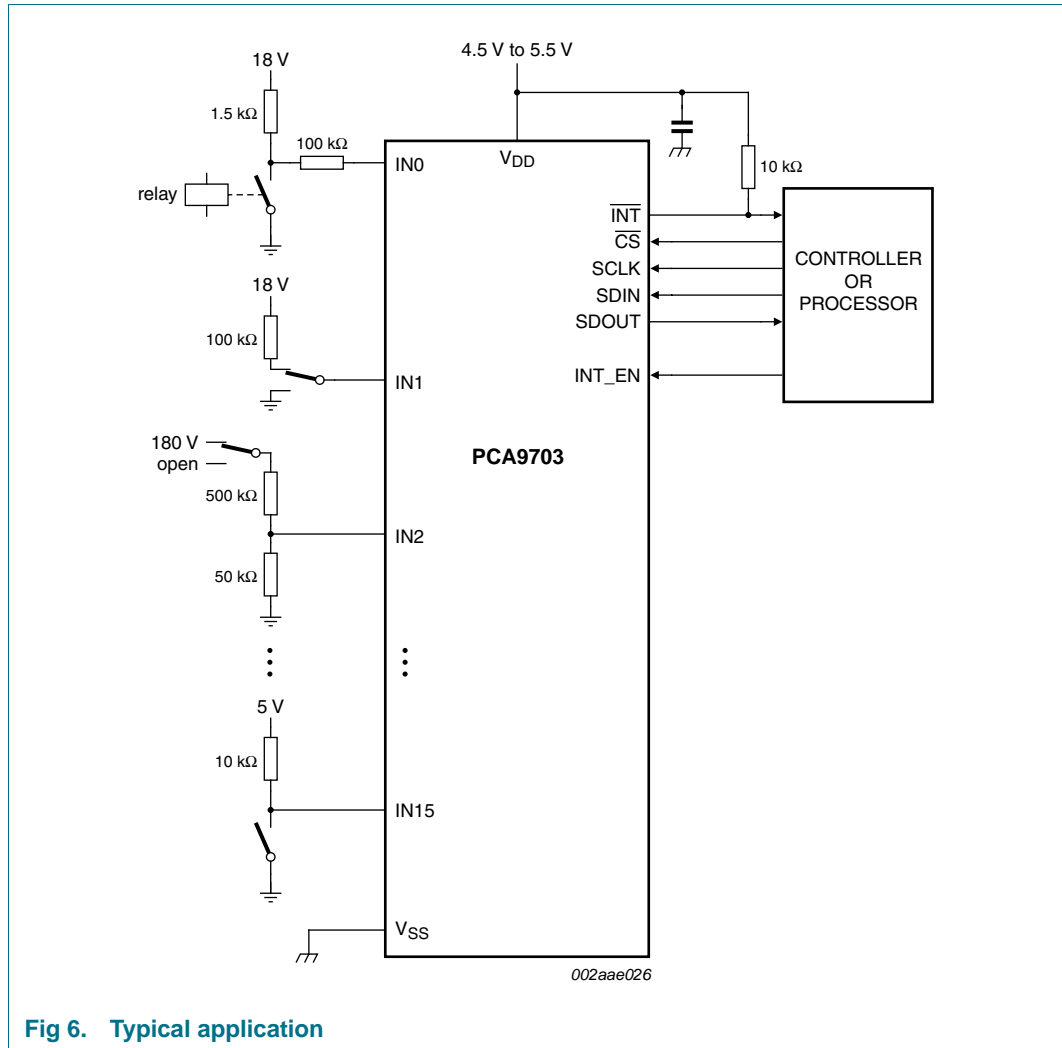 4.5 V to 5.5 V
18 V
1.5 kΩ
100 kΩ
IN0
VDD
10 kΩ
relay
INT
CS
SCLK
SDIN
SDOUT
INT_EN
CONTROLLER
OR
PROCESSOR
18 V
100 kΩ
IN1
180 V
open
PCA9703
500 kΩ
IN2
50 kΩ
5 V
10 kΩ
IN15
VSS
002aae026
Fig 6. Typical application